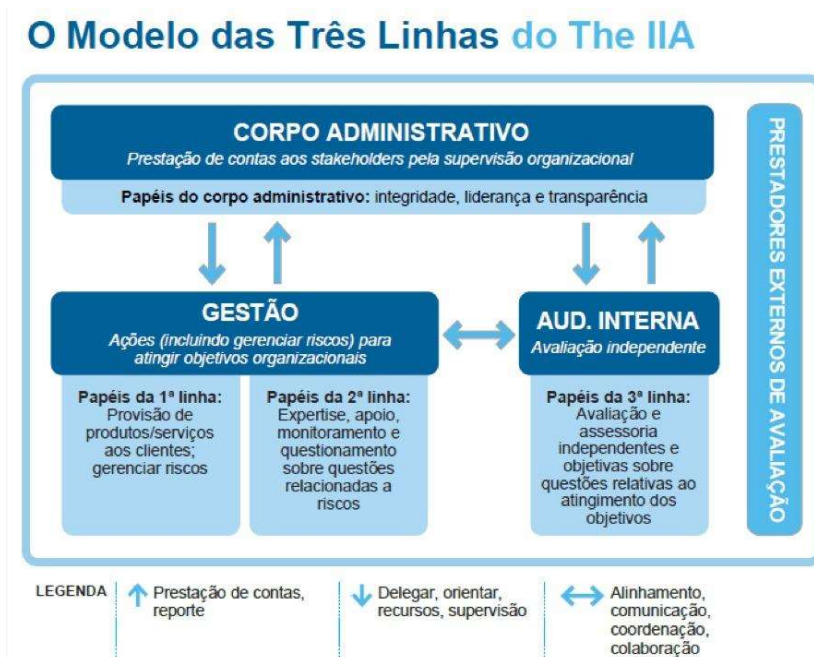 O Modelo das Três Linhas do The IIA
CORPO ADMINISTRATIVO
Prestação de contas aos stakeholders pela supervisão organizacional
Papéis do corpo administrativo: integridade, liderança e transparência
GESTÃO
Ações (incluindo gerenciar riscos) para
atingir objetivos organizacionais
Papéis da 1ª linha:
Provisão de
produtos/serviços
aos clientes;
gerenciar riscos
Papéis da 2ª linha:
Expertise, apoio,
monitoramento e
questionamento
sobre questões
relacionadas a
riscos
AUD. INTERNA
Avaliação independente
Papéis da 3ª linha:
Avaliação e
assessoria
independentes e
objetivas sobre
questões relativas ao
atingimento dos
objetivos
PRESTADORES EXTERNOS DE AVALIAÇÃO
LEGENDA
Prestação de contas,
reporte
Delegar, orientar,
recursos, supervisão
Alinhamento,
comunicação,
coordenação,
colaboração